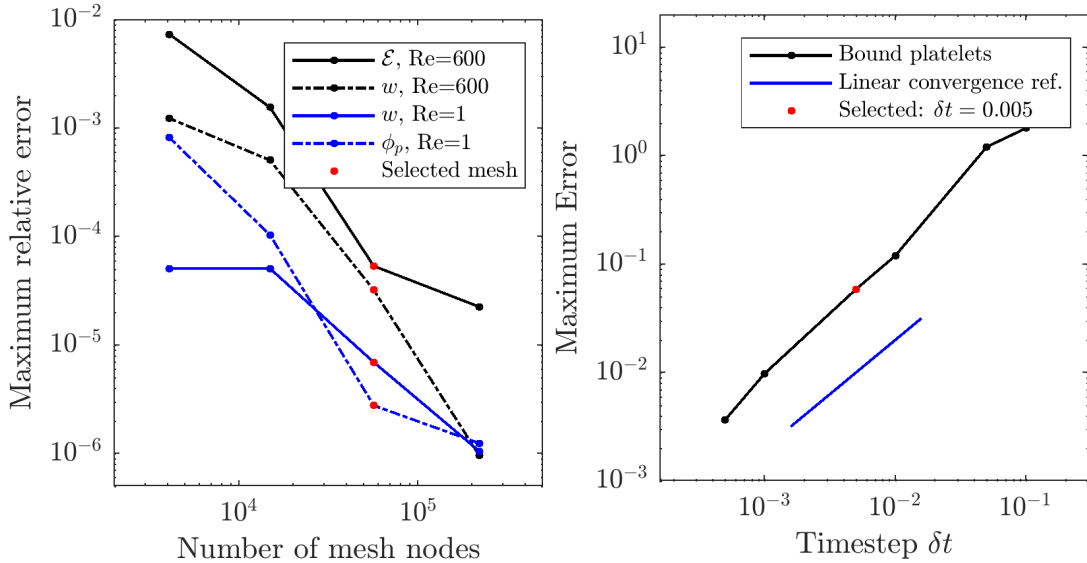 10^-2
10^-3
10^-4
10^-5
10^-6
10^4
10^5
Maximum relative error
Number of mesh nodes
ℰ, Re=600
w, Re=600
w, Re=1
ϕ_p, Re=1
Selected mesh
10^1
10^0
10^-1
10^-2
10^-3
10^-3
10^-2
10^-1
Maximum Error
Timestep δt
Bound platelets
Linear convergence ref.
Selected: δt = 0.005